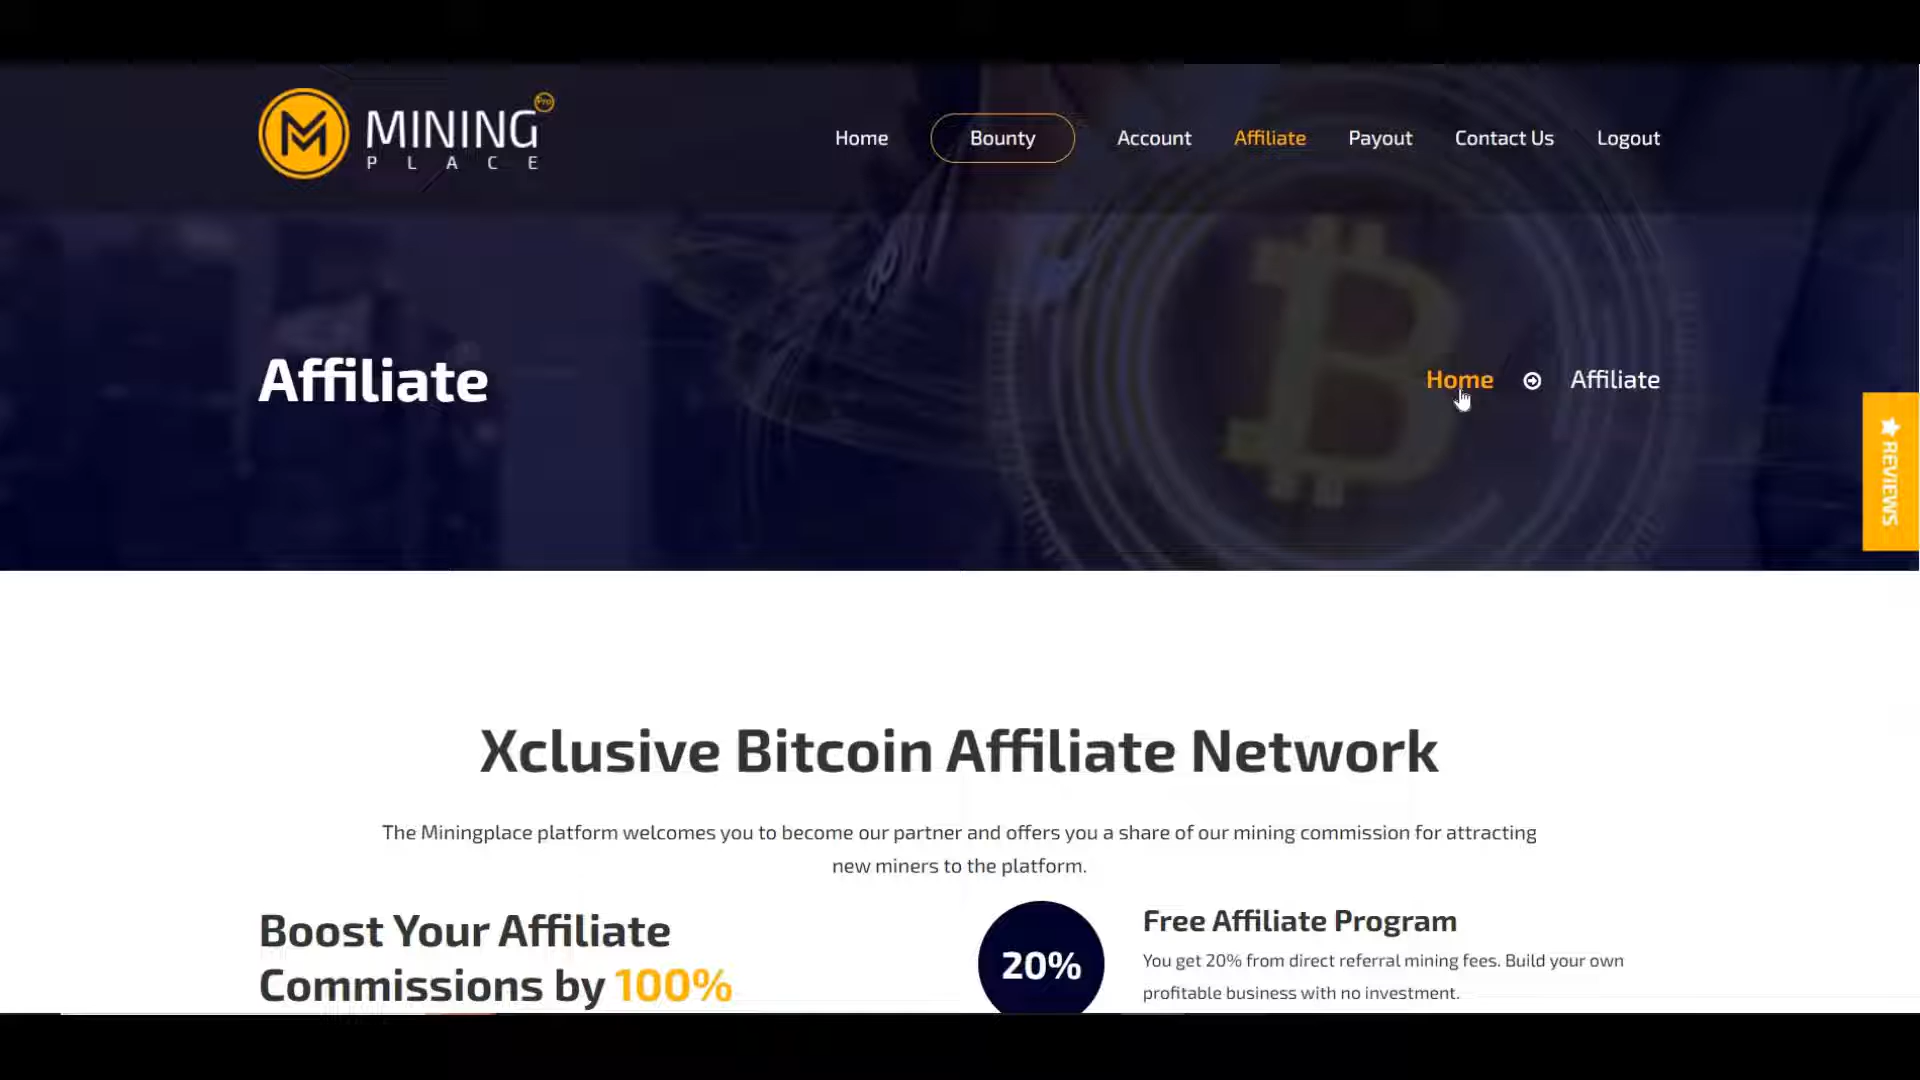 MINING Pro
PLACE
Home Bounty Account Affiliate Payout Contact Us Logout
Affiliate
Home Affiliate
REVIEWS
Xclusive Bitcoin Affiliate Network
The Miningplace platform welcomes you to become our partner and offers you a share of our mining commission for attracting
new miners to the platform.
Boost Your Affiliate
Commissions by 100%
20%
Free Affiliate Program
You get 20% from direct referral mining fees. Build your own
profitable business with no investment.